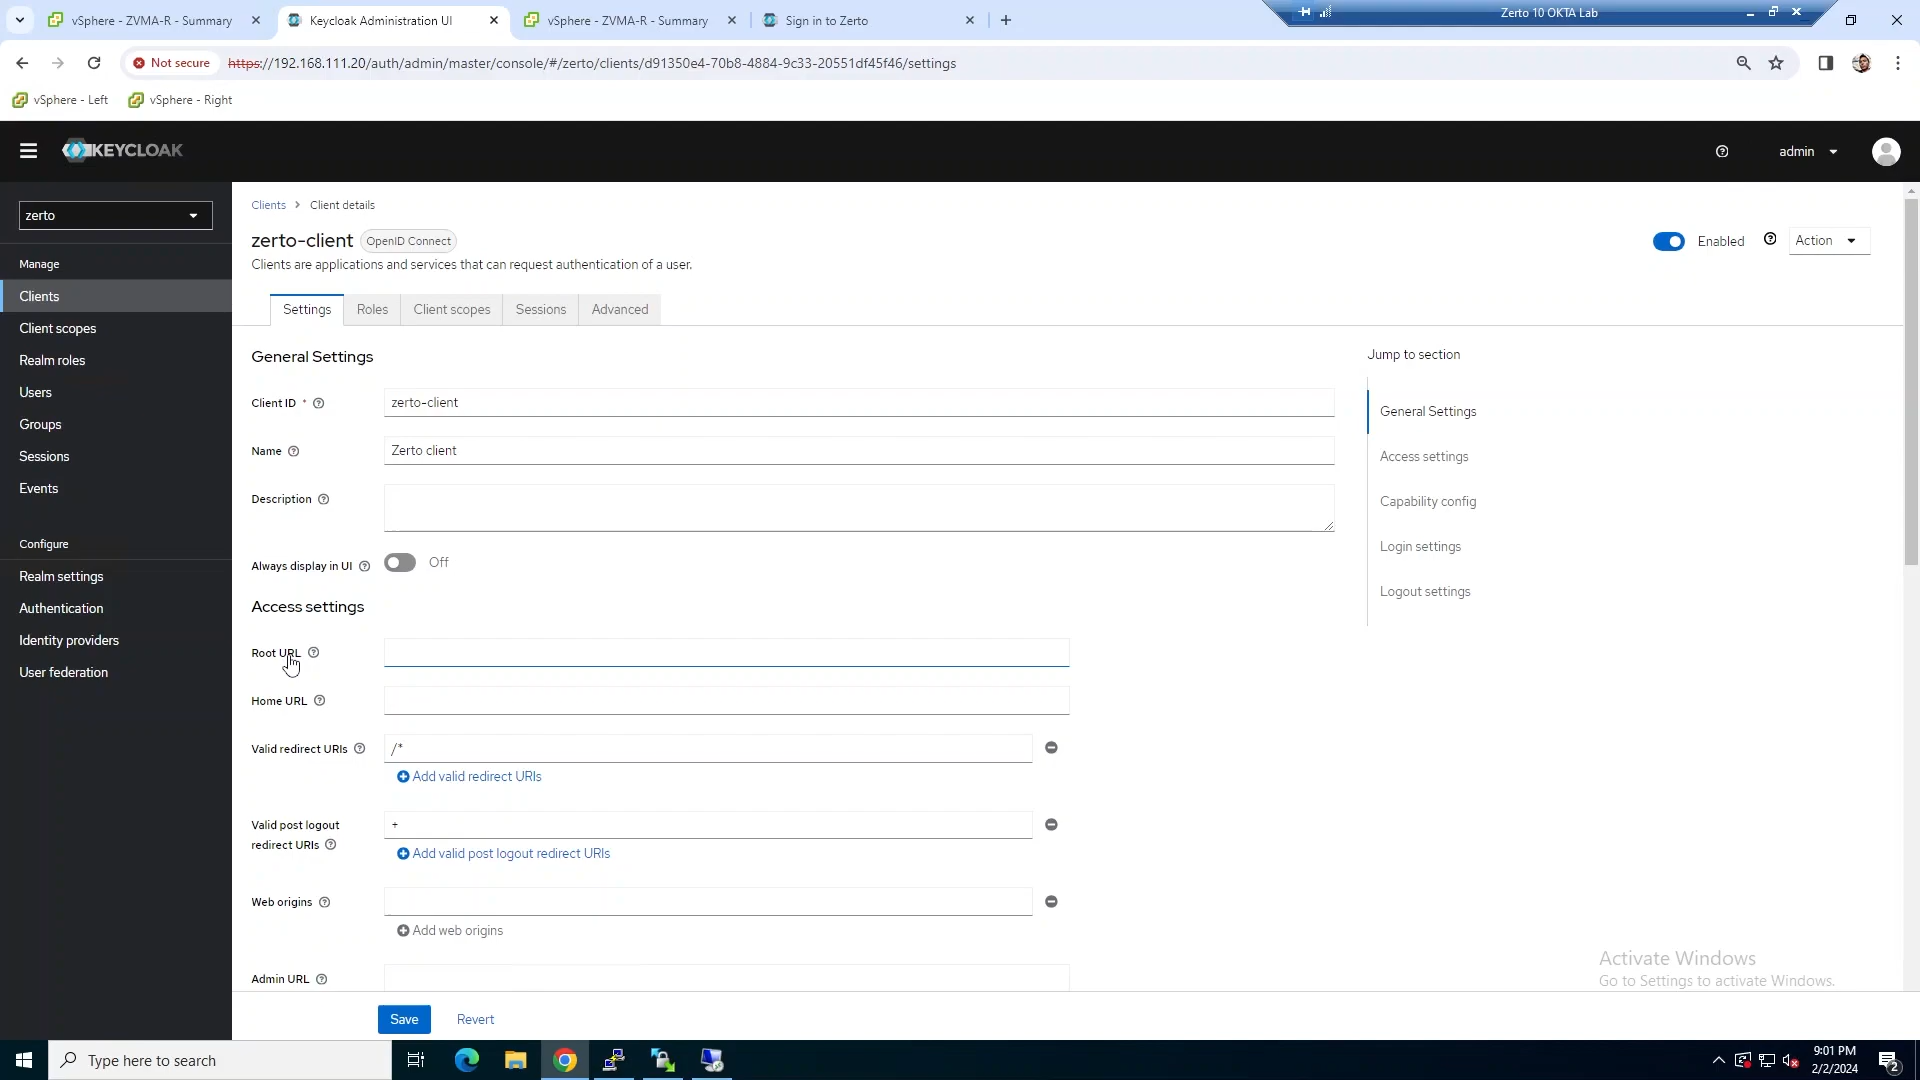 vSphere - ZVMA-R - Summary
Keycloak Administration UI
vSphere - ZVMA-R - Summary
Sign in to Zerto
Zerto 10 OKTA Lab
Not secure
https://192.168.111.20/auth/admin/master/console/#/zerto/clients/d91350e4-70b8-4884-9c33-20551df45f46/settings
vSphere - Left
vSphere - Right
KEYCLOAK
admin
zerto
Manage
Clients
Client scopes
Realm roles
Users
Groups
Sessions
Events
Configure
Realm settings
Authentication
Identity providers
User federation
Clients
Client details
zerto-client
OpenID Connect
Enabled
Action
Clients are applications and services that can request authentication of a user.
Settings
Roles
Client scopes
Sessions
Advanced
General Settings
Client ID *
zerto-client
Name
Zerto client
Description
Always display in UI
Off
Access settings
Root URL
Home URL
Valid redirect URIs
/*
Add valid redirect URIs
Valid post logout
redirect URIs
+
Add valid post logout redirect URIs
Web origins
Add web origins
Admin URL
Save
Revert
Jump to section
General Settings
Access settings
Capability config
Login settings
Logout settings
Activate Windows
Go to Settings to activate Windows.
Type here to search
9:01 PM
2/2/2024
2